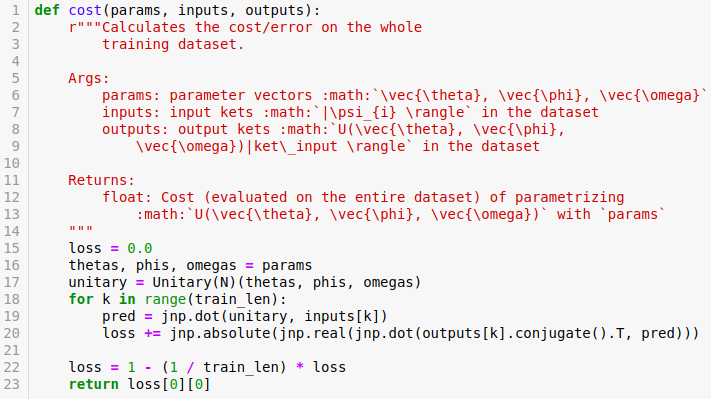 1 def cost(params, inputs, outputs):
2     r"""Calculates the cost/error on the whole
3         training dataset.
4
5     Args:
6         params: parameter vectors :math:`\vec{\theta}, \vec{\phi}, \vec{\omega}`
7         inputs: input kets :math:`|\psi_{i} \rangle` in the dataset
8         outputs: output kets :math:`U(\vec{\theta}, \vec{\phi},
9             \vec{\omega})|ket\_input \rangle` in the dataset
10
11     Returns:
12         float: Cost (evaluated on the entire dataset) of parametrizing
13             :math:`U(\vec{\theta}, \vec{\phi}, \vec{\omega})` with `params`
14     """
15     loss = 0.0
16     thetas, phis, omegas = params
17     unitary = Unitary(N)(thetas, phis, omegas)
18     for k in range(train_len):
19         pred = jnp.dot(unitary, inputs[k])
20         loss += jnp.absolute(jnp.real(jnp.dot(outputs[k].conjugate().T, pred)))
21
22     loss = 1 - (1 / train_len) * loss
23     return loss[0][0]